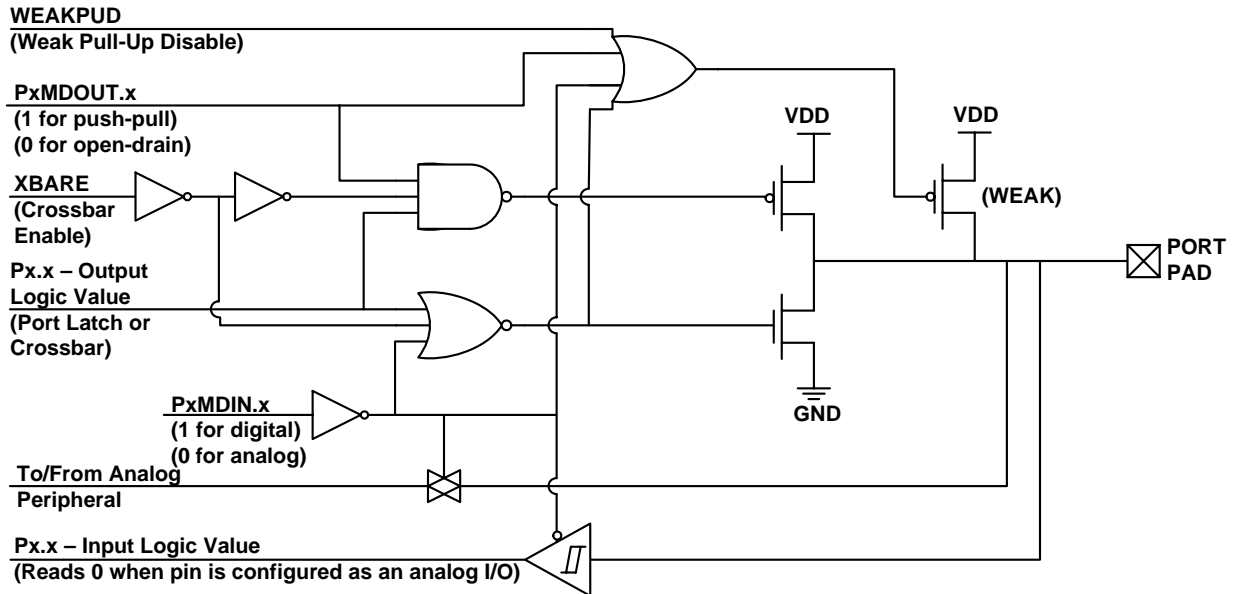 WEAKPUD
(Weak Pull-Up Disable)
PxMDOUT.x
(1 for push-pull)
(0 for open-drain)
XBARE
(Crossbar
Enable)
Px.x – Output
Logic Value
(Port Latch or
Crossbar)
PxMDIN.x
(1 for digital)
(0 for analog)
To/From Analog
Peripheral
Px.x – Input Logic Value
(Reads 0 when pin is configured as an analog I/O)
VDD
VDD
(WEAK)
GND
PORT
PAD